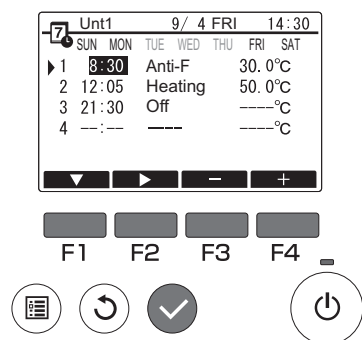 7 Unt1 9/ 4 FRI 14:30
SUN MON TUE WED THU FRI SAT
1 8:30 Anti-F 30.0°C
2 12:05 Heating 50.0°C
3 21:30 Off ----°C
4 --:-- ---- ----°C
▼ ▶ − +
F1 F2 F3 F4